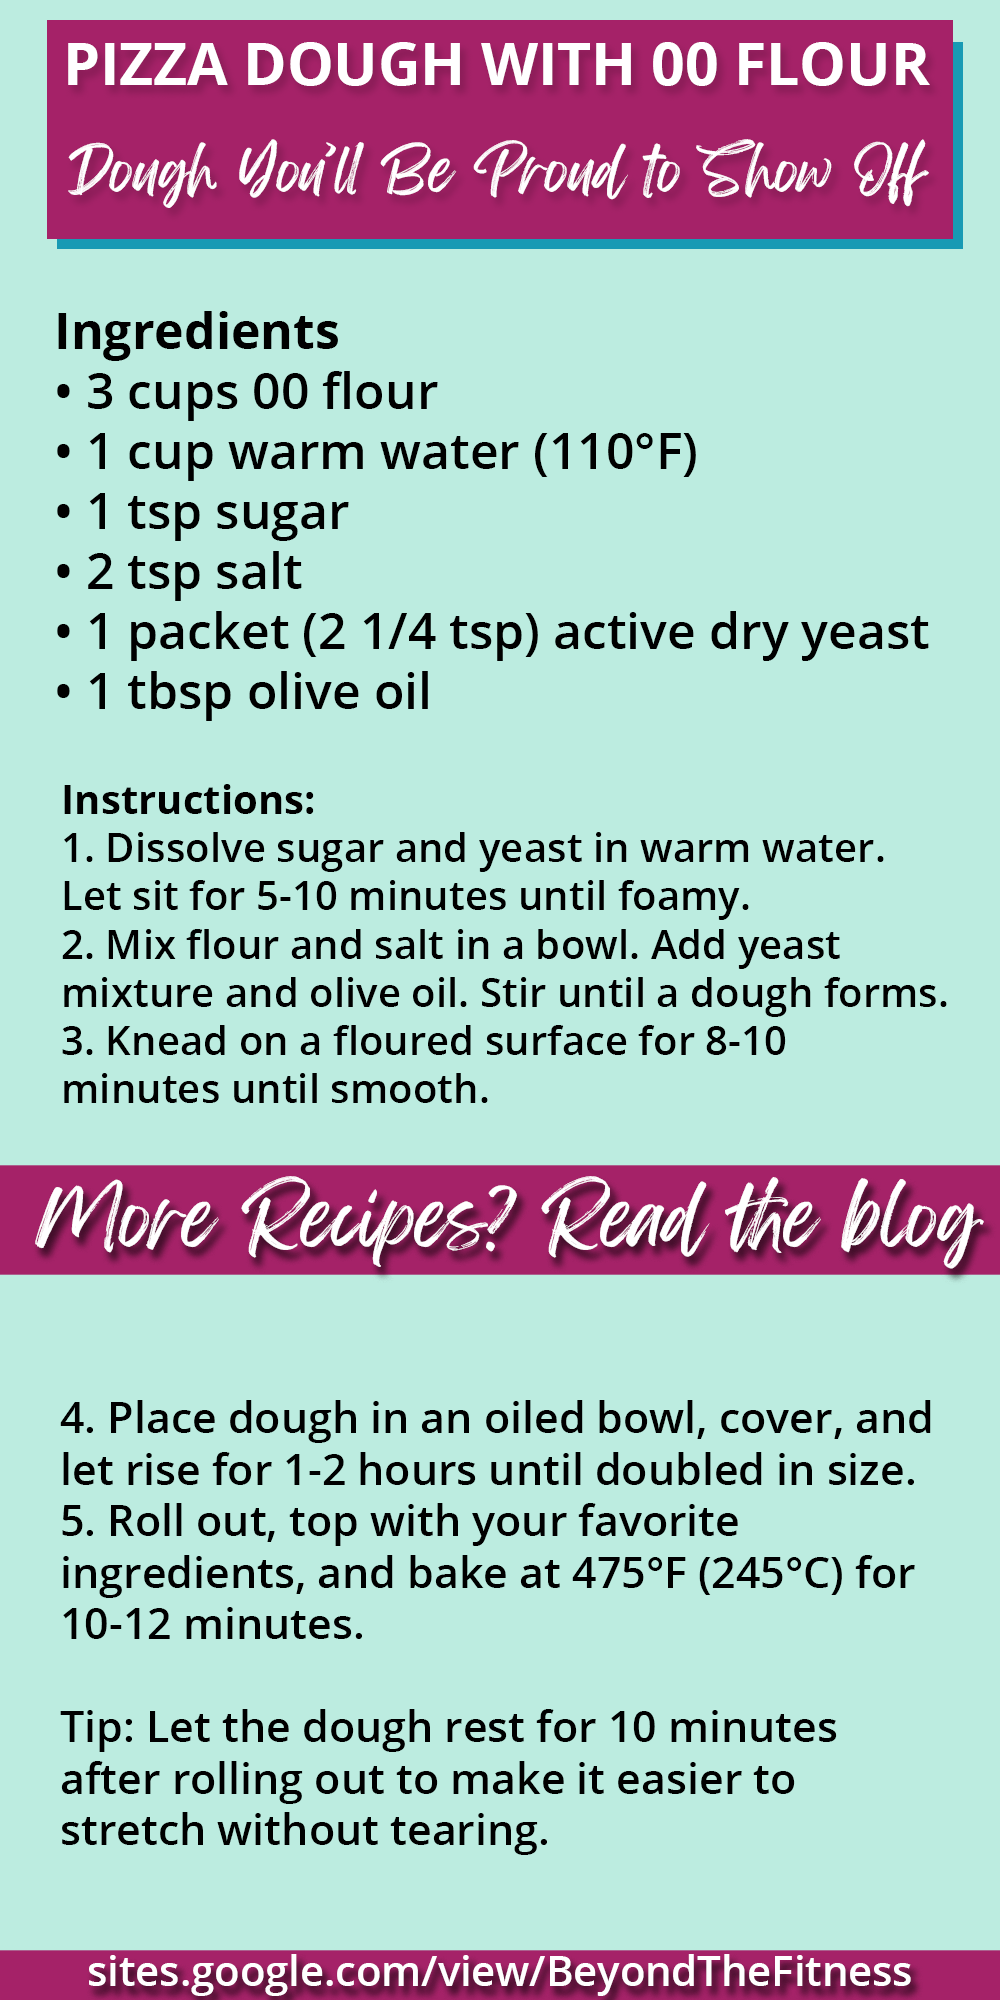 PIZZA DOUGH WITH 00 FLOUR
Dough You'll Be Proud to Show Off
Ingredients
• 3 cups 00 flour
• 1 cup warm water (110°F)
• 1 tsp sugar
• 2 tsp salt
• 1 packet (2 1/4 tsp) active dry yeast
• 1 tbsp olive oil
Instructions:
1. Dissolve sugar and yeast in warm water.
Let sit for 5-10 minutes until foamy.
2. Mix flour and salt in a bowl. Add yeast
mixture and olive oil. Stir until a dough forms.
3. Knead on a floured surface for 8-10
minutes until smooth.
More Recipes? Read the blog
4. Place dough in an oiled bowl, cover, and
let rise for 1-2 hours until doubled in size.
5. Roll out, top with your favorite
ingredients, and bake at 475°F (245°C) for
10-12 minutes.
Tip: Let the dough rest for 10 minutes
after rolling out to make it easier to
stretch without tearing.
sites.google.com/view/BeyondTheFitness